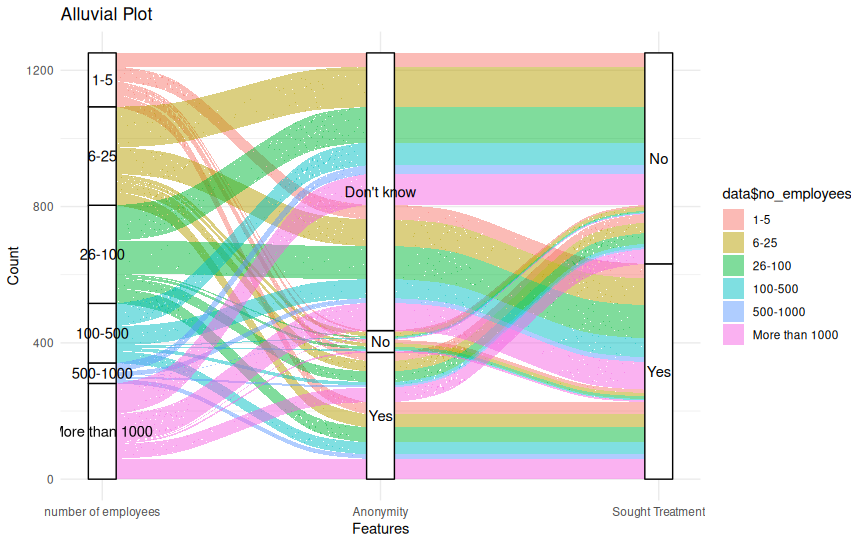 Alluvial Plot
Count
1200
800
400
0
1-5
6-25
26-100
100-500
500-1000
More than 1000
Don't know
No
Yes
No
Yes
number of employees
Anonymity
Sought Treatment
Features
data$no_employees
1-5
6-25
26-100
100-500
500-1000
More than 1000